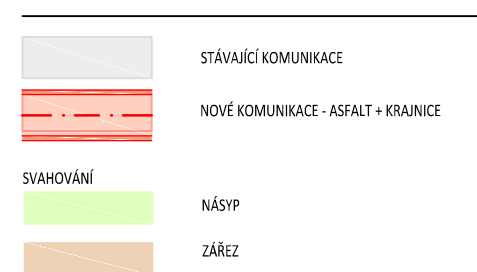 STÁVAJÍCÍ KOMUNIKACE
NOVÉ KOMUNIKACE - ASFALT + KRAJNICE
SVAHOVÁNÍ
NÁSYP
ZÁŘEZ